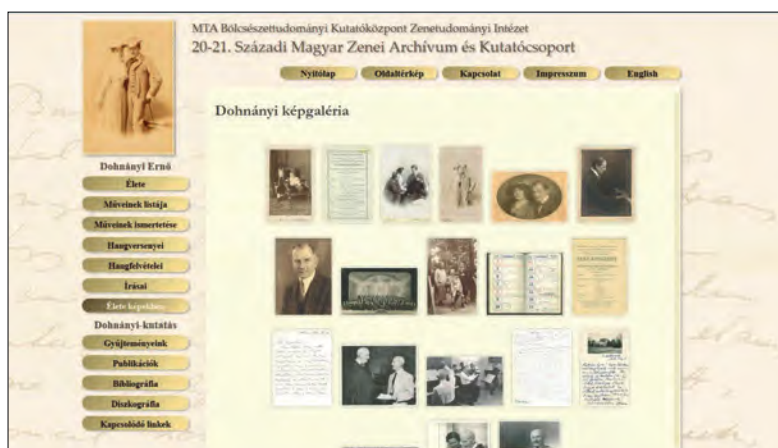 MTA Bölcsészettudományi Kutatóközpont Zenetudományi Intézet
20-21. Századi Magyar Zenei Archívum és Kutatócsoport
Nyitólap
Oldaltérkép
Kapcsolat
Impresszum
English
Dohnányi képgaléria
Dohnányi Ernő
Élete
Műveinek listája
Műveinek ismertetése
Hangversenyei
Hangfelvételei
Írásai
Élete képekben
Dohnányi-kutatás
Gyűjteményeink
Publikációk
Bibliográfia
Diszkográfia
Kapcsolódó linkek